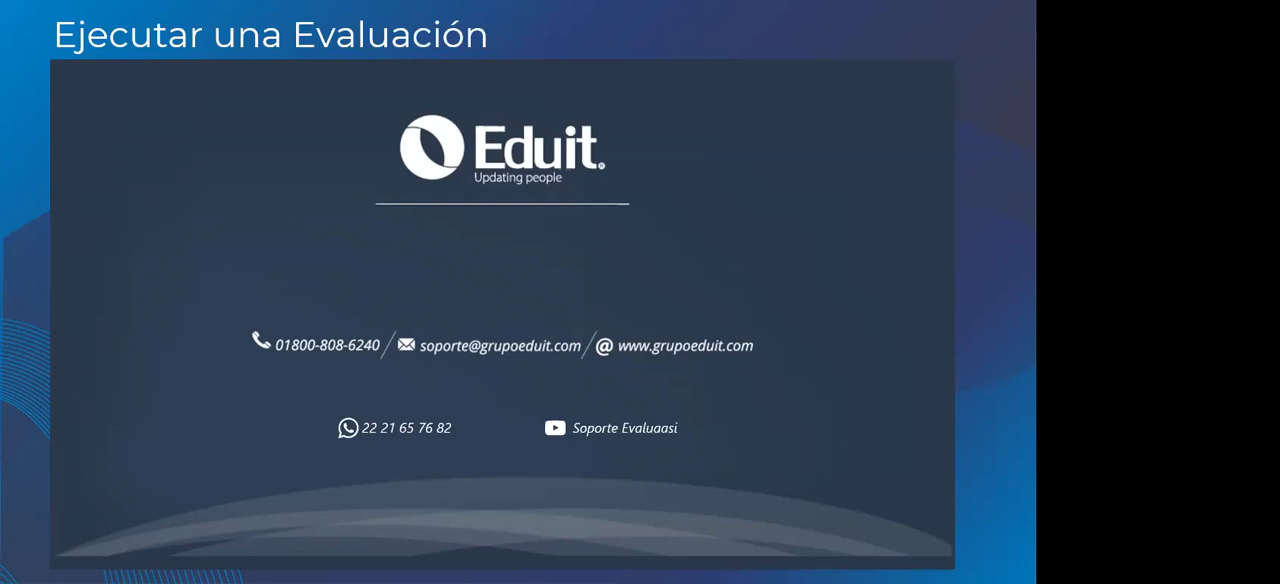 Ejecutar una Evaluación
Eduit®
Updating people
01800-808-6240 / soporte@grupoeduit.com / @ www.grupoeduit.com
22 21 65 76 82 Soporte Evaluaasi